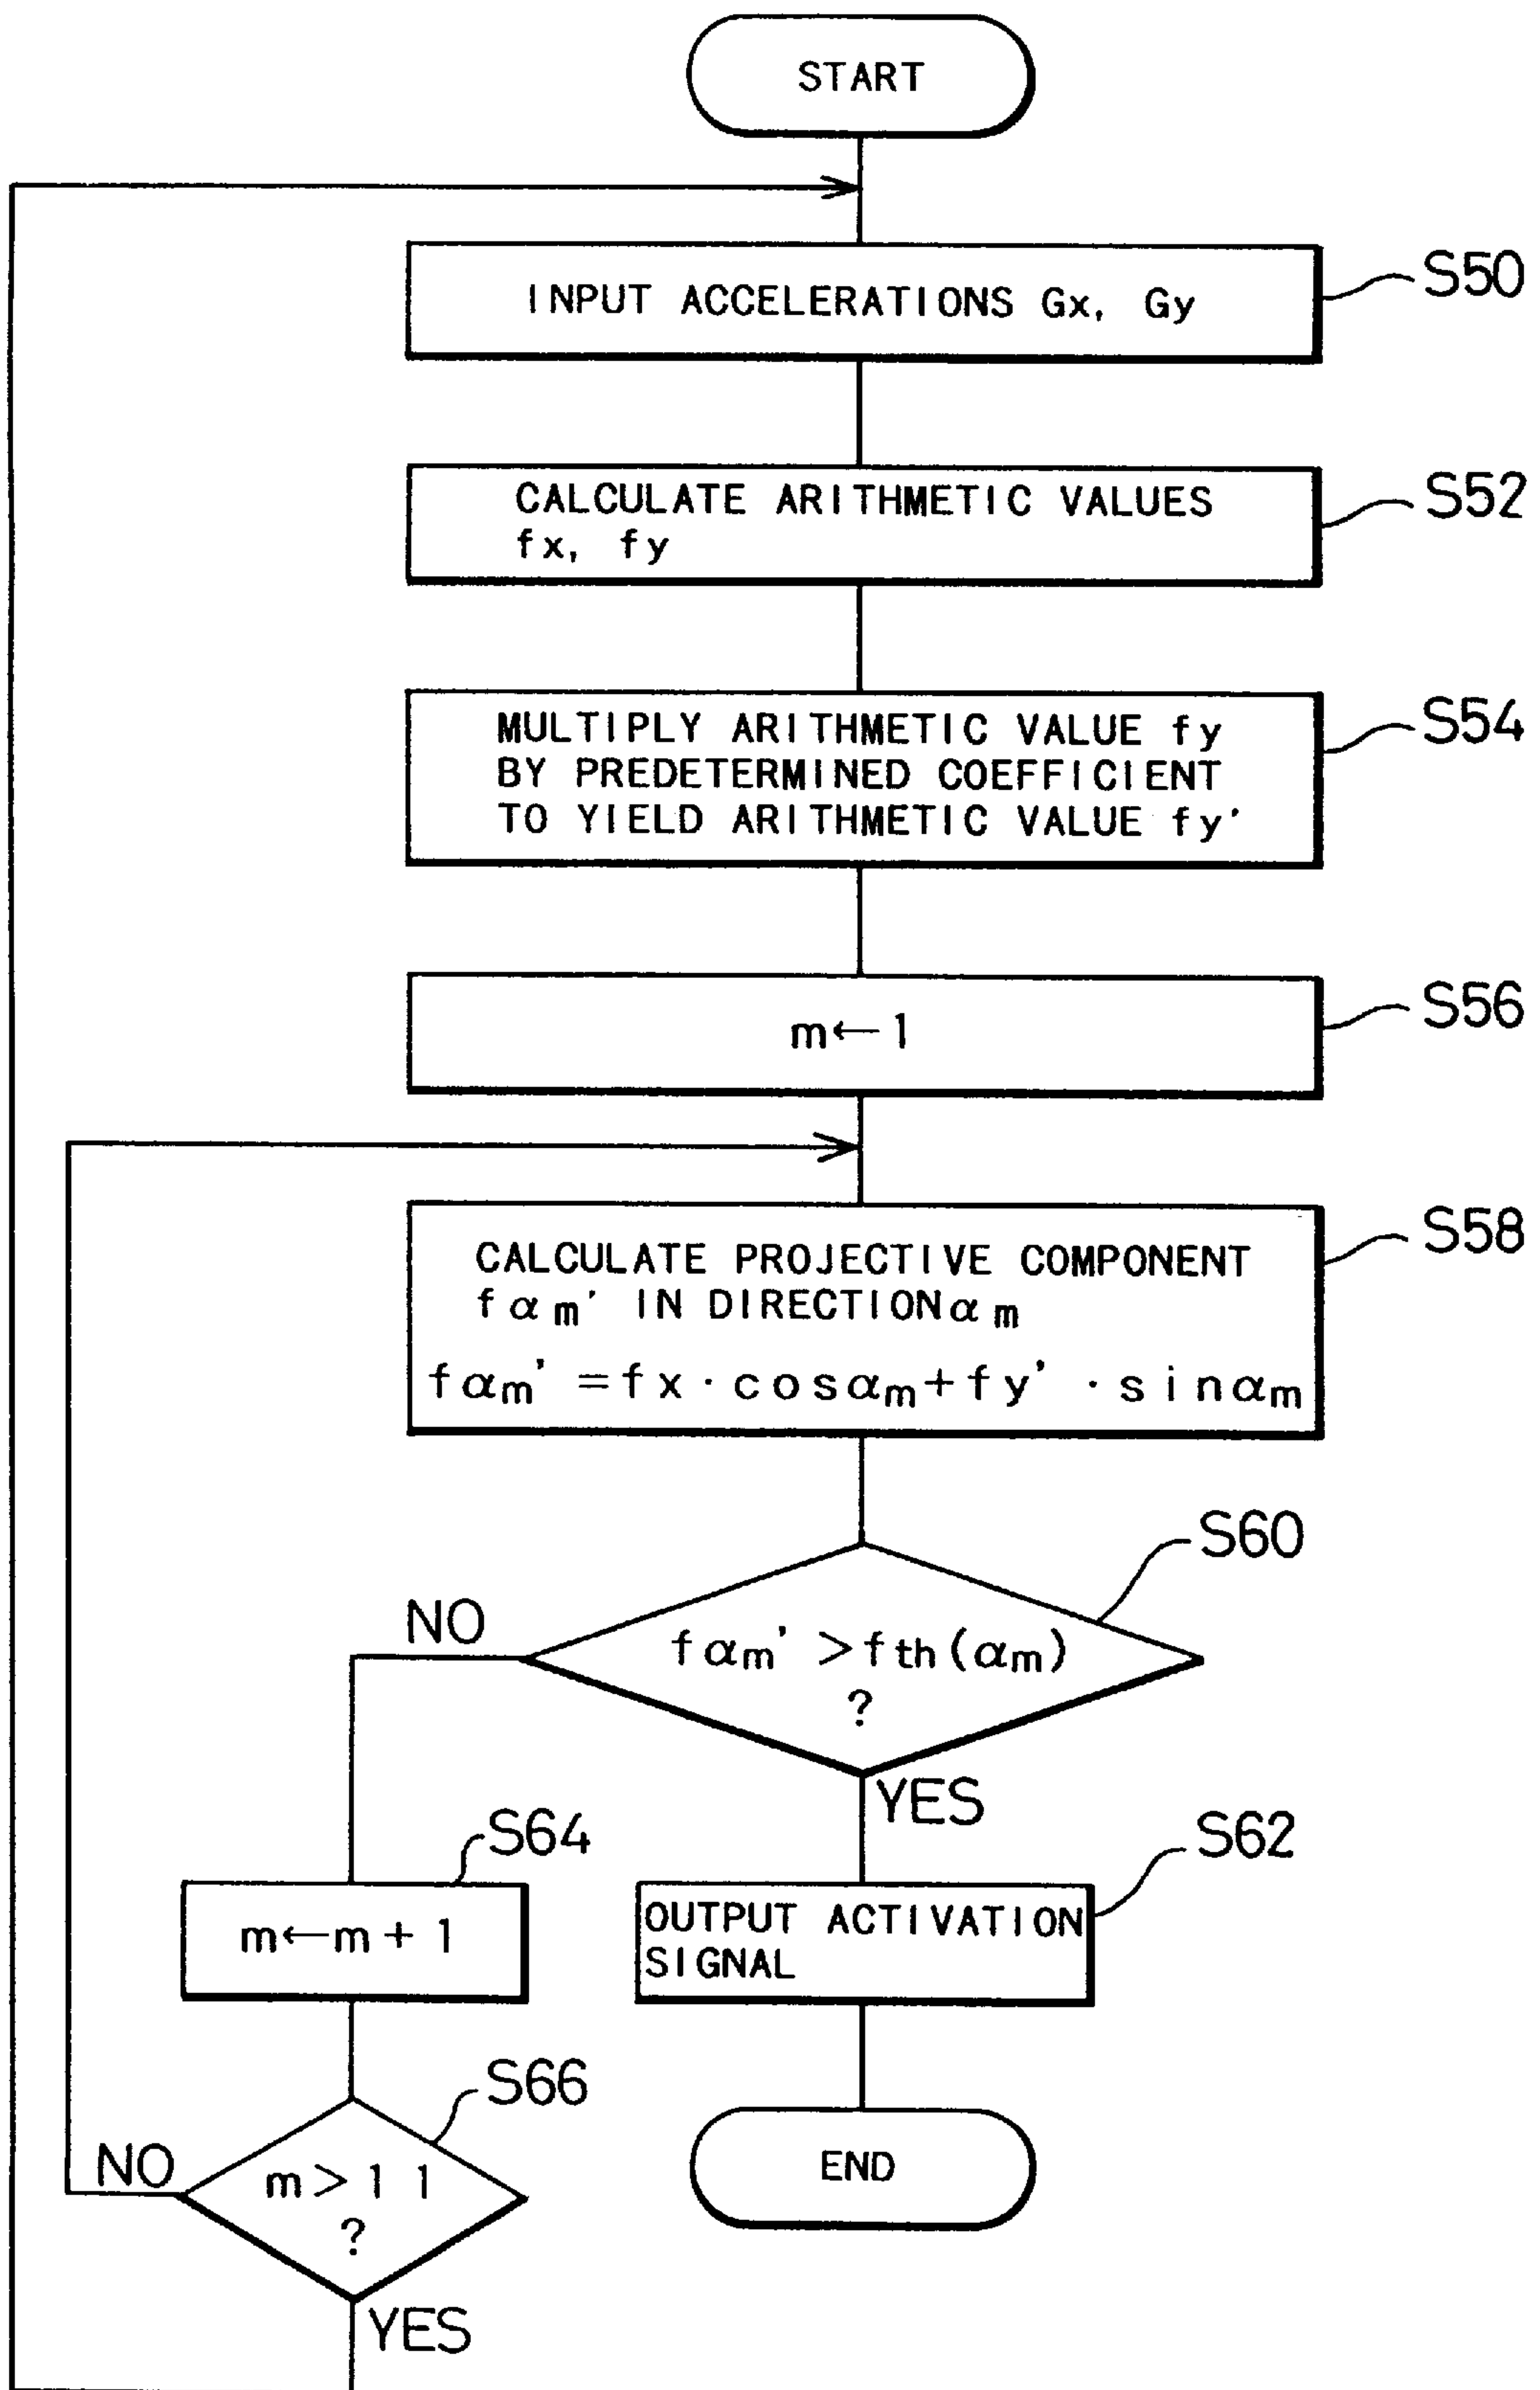 START
INPUT ACCELERATIONS Gx, Gy
S50
CALCULATE ARITHMETIC VALUES
fx, fy
S52
MULTIPLY ARITHMETIC VALUE fy
BY PREDETERMINED COEFFICIENT
TO YIELD ARITHMETIC VALUE fy'
S54
m←1
S56
CALCULATE PROJECTIVE COMPONENT
fαm' IN DIRECTION αm
fαm' =fx·cosαm+fy'·sinαm
S58
S60
NO
fαm' >fth(αm)
?
YES
S64
S62
m←m+1
OUTPUT ACTIVATION
SIGNAL
S66
NO
m>11
?
END
YES